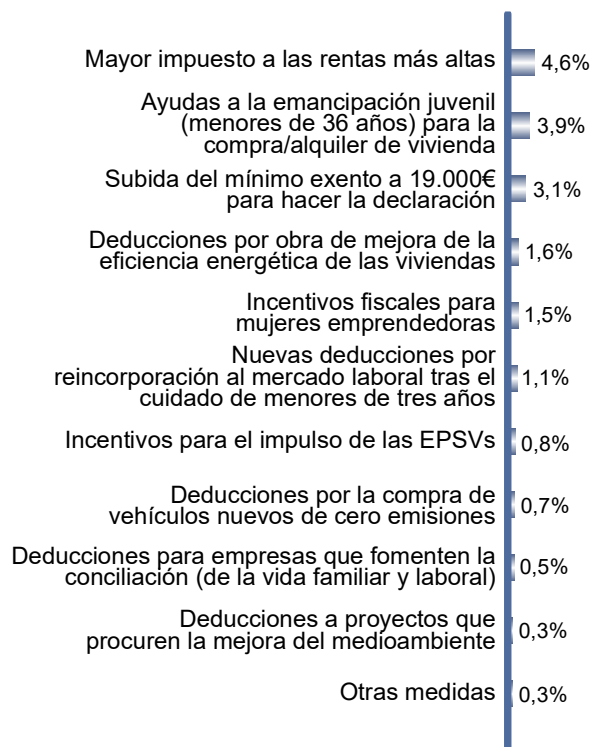 Mayor impuesto a las rentas más altas
4,6%
Ayudas a la emancipación juvenil
(menores de 36 años) para la
compra/alquiler de vivienda
3,9%
Subida del mínimo exento a 19.000€
para hacer la declaración
3,1%
Deducciones por obra de mejora de la
eficiencia energética de las viviendas
1,6%
Incentivos fiscales para
mujeres emprendedoras
1,5%
Nuevas deducciones por
reincorporación al mercado laboral tras el
cuidado de menores de tres años
1,1%
Incentivos para el impulso de las EPSVs
0,8%
Deducciones por la compra de
vehículos nuevos de cero emisiones
0,7%
Deducciones para empresas que fomenten la
conciliación (de la vida familiar y laboral)
0,5%
Deducciones a proyectos que
procuren la mejora del medioambiente
0,3%
Otras medidas
0,3%